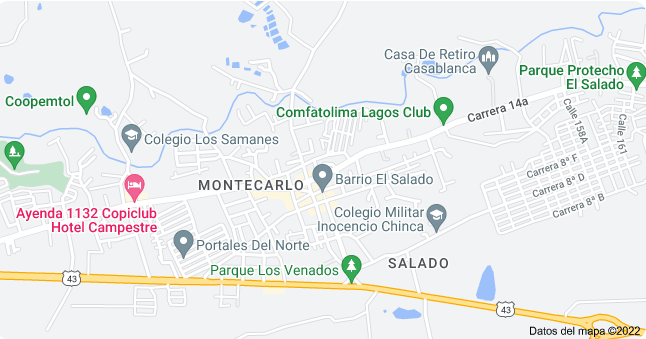 Casa De Retiro
Casablanca
Parque Protecho
El Salado
Coopemtol
Comfatolima Lagos Club
Carrera 14a
Calle 158A
Calle 161
Colegio Los Samanes
Carrera 8° F
MONTECARLO
Barrio El Salado
Carrera 8° D
Ayenda 1132 Copiclub
Hotel Campestre
Colegio Militar
Inocencio Chinca
Carrera 8° B
Portales Del Norte
Parque Los Venados
SALADO
43
43
Datos del mapa ©2022